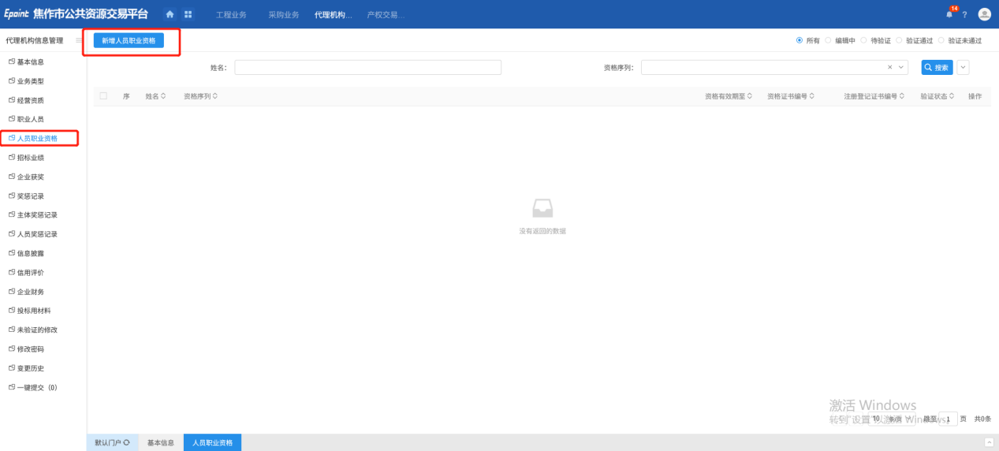 Epoint 焦作市公共资源交易平台 工程业务 采购业务 代理机构... 产权交易... 14 ?
代理机构信息管理 新增人员职业资格 所有 编辑中 待验证 验证通过 验证未通过
基本信息 姓名： 资格序列： 搜索
业务类型
序 姓名 资格序列 资格有效期至 资格证书编号 注册登记证书编号 验证状态 操作
经营资质
职业人员
人员职业资格
招标业绩
企业获奖
奖惩记录
主体奖惩记录
没有返回的数据
人员奖惩记录
信息披露
信用评价
企业财务
投标用材料
未验证的修改
修改密码
变更历史
一键提交（0）
激活 Windows
转到"设置"以激活 Windows。
10 条/页 跳至 1 页 共0条
默认门户 基本信息 人员职业资格